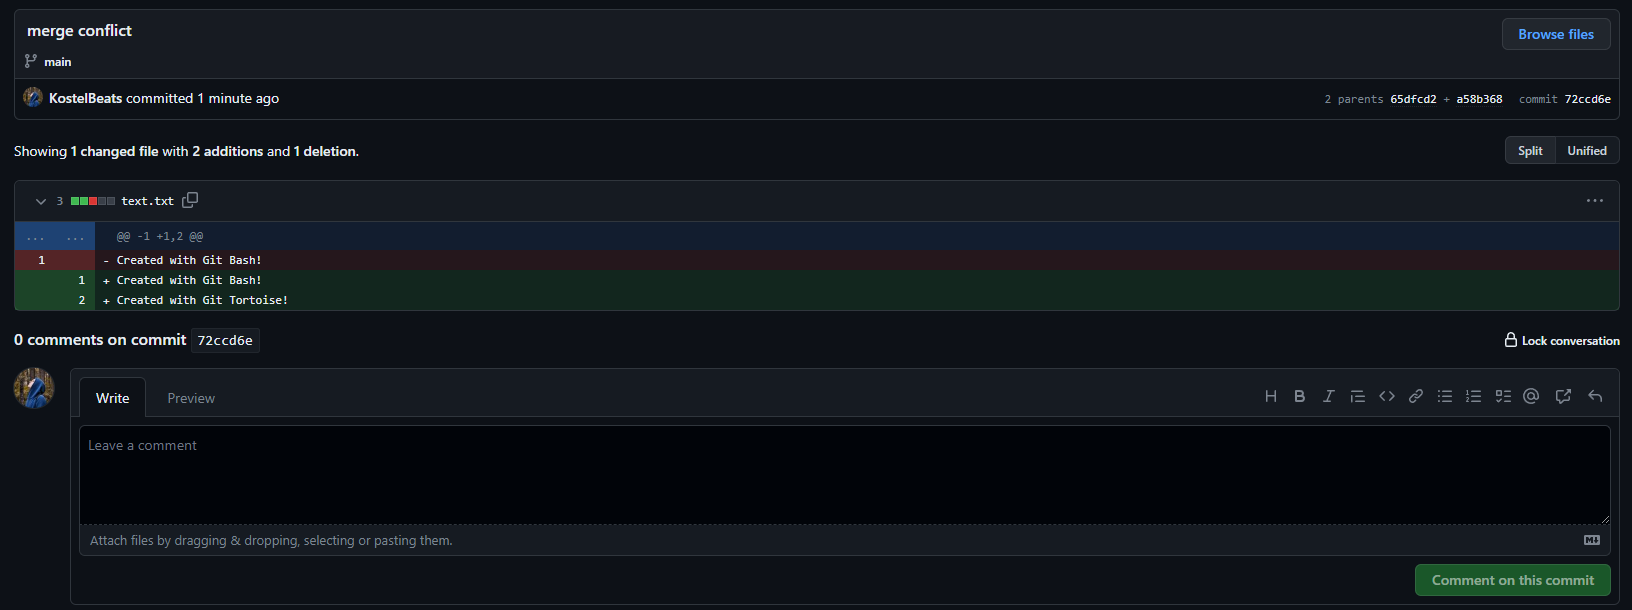 merge conflict
Browse files
main
KostelBeats committed 1 minute ago
2 parents 65dfcd2 + a58b368 commit 72ccd6e
Showing 1 changed file with 2 additions and 1 deletion.
Split Unified
3 text.txt
... ... @@ -1 +1,2 @@
1 - Created with Git Bash!
1 + Created with Git Bash!
2 + Created with Git Tortoise!
0 comments on commit 72ccd6e
Lock conversation
Write Preview
Leave a comment
Attach files by dragging & dropping, selecting or pasting them.
Comment on this commit